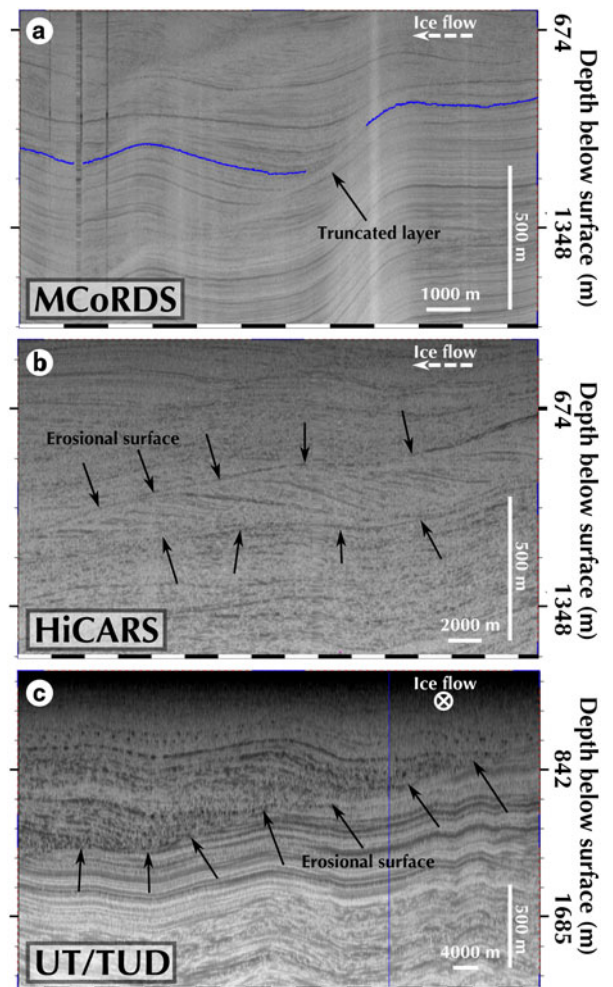 a
Ice flow
674
Depth below surface (m)
1348
Truncated layer
500 m
1000 m
MCoRDS
b
Ice flow
674
Depth below surface (m)
1348
Erosional surface
500 m
2000 m
HiCARS
c
Ice flow
842
Depth below surface (m)
1685
Erosional surface
500 m
4000 m
UT/TUD